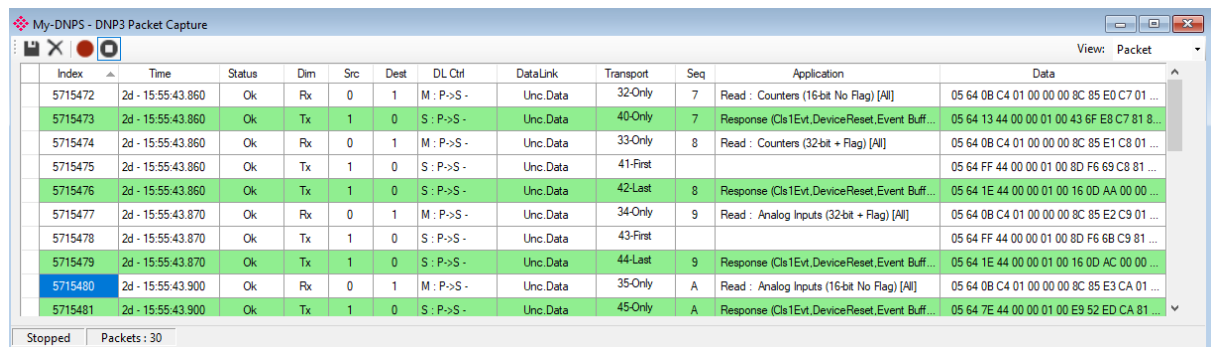 My-DNPS - DNP3 Packet Capture
View: Packet
Index Time Status Dirn Src Dest DL Ctrl DataLink Transport Seq Application Data
5715472 2d - 15:55:43.860 Ok Rx 0 1 M : P->S - Unc.Data 32-Only 7 Read : Counters (16-bit No Flag) [All] 05 64 0B C4 01 00 00 00 8C 85 E0 C7 01 ...
5715473 2d - 15:55:43.860 Ok Tx 1 0 S : P->S - Unc.Data 40-Only 7 Response (Cls1Evt,DeviceReset,Event Buff... 05 64 13 44 00 00 01 00 43 6F E8 C7 81 8...
5715474 2d - 15:55:43.860 Ok Rx 0 1 M : P->S - Unc.Data 33-Only 8 Read : Counters (32-bit + Flag) [All] 05 64 0B C4 01 00 00 00 8C 85 E1 C8 01 ...
5715475 2d - 15:55:43.860 Ok Tx 1 0 S : P->S - Unc.Data 41-First 05 64 FF 44 00 00 01 00 8D F6 69 C8 81 ...
5715476 2d - 15:55:43.860 Ok Tx 1 0 S : P->S - Unc.Data 42-Last 8 Response (Cls1Evt,DeviceReset,Event Buff... 05 64 1E 44 00 00 01 00 16 0D AA 00 00 ...
5715477 2d - 15:55:43.870 Ok Rx 0 1 M : P->S - Unc.Data 34-Only 9 Read : Analog Inputs (32-bit + Flag) [All] 05 64 0B C4 01 00 00 00 8C 85 E2 C9 01 ...
5715478 2d - 15:55:43.870 Ok Tx 1 0 S : P->S - Unc.Data 43-First 05 64 FF 44 00 00 01 00 8D F6 6B C9 81 ...
5715479 2d - 15:55:43.870 Ok Tx 1 0 S : P->S - Unc.Data 44-Last 9 Response (Cls1Evt,DeviceReset,Event Buff... 05 64 1E 44 00 00 01 00 16 0D AC 00 00 ...
5715480 2d - 15:55:43.900 Ok Rx 0 1 M : P->S - Unc.Data 35-Only A Read : Analog Inputs (16-bit No Flag) [All] 05 64 0B C4 01 00 00 00 8C 85 E3 CA 01 ...
5715481 2d - 15:55:43.900 Ok Tx 1 0 S : P->S - Unc.Data 45-Only A Response (Cls1Evt,DeviceReset,Event Buff... 05 64 7E 44 00 00 01 00 E9 52 ED CA 81 ...
Stopped Packets : 30